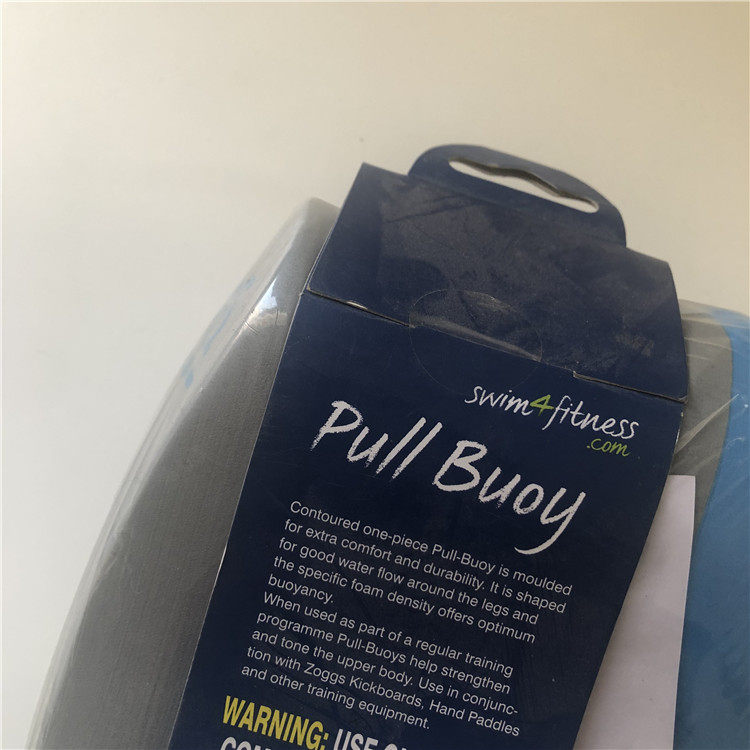 swim4fitness
.com
Pull Buoy
Contoured one-piece Pull-Buoy is moulded
for extra comfort and durability. It is shaped
for good water flow around the legs and
the specific foam density offers optimum
buoyancy.
When used as part of a regular training
programme Pull-Buoys help strengthen
and tone the upper body. Use in conjunc-
tion with Zoggs Kickboards, Hand Paddles
and other training equipment.
WARNING: USE